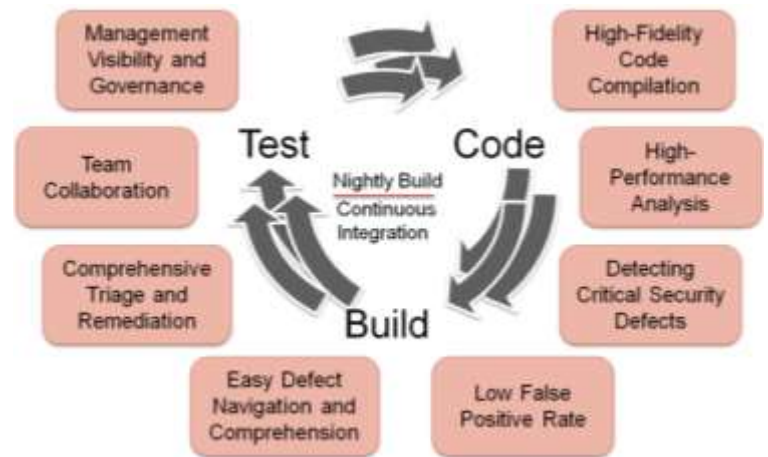 Management
Visibility and
Governance
High-Fidelity
Code
Compilation
Test
Code
Team
Collaboration
Nightly Build
Continuous
Integration
High-
Performance
Analysis
Comprehensive
Triage and
Remediation
Detecting
Critical Security
Defects
Build
Easy Defect
Navigation and
Comprehension
Low False
Positive Rate